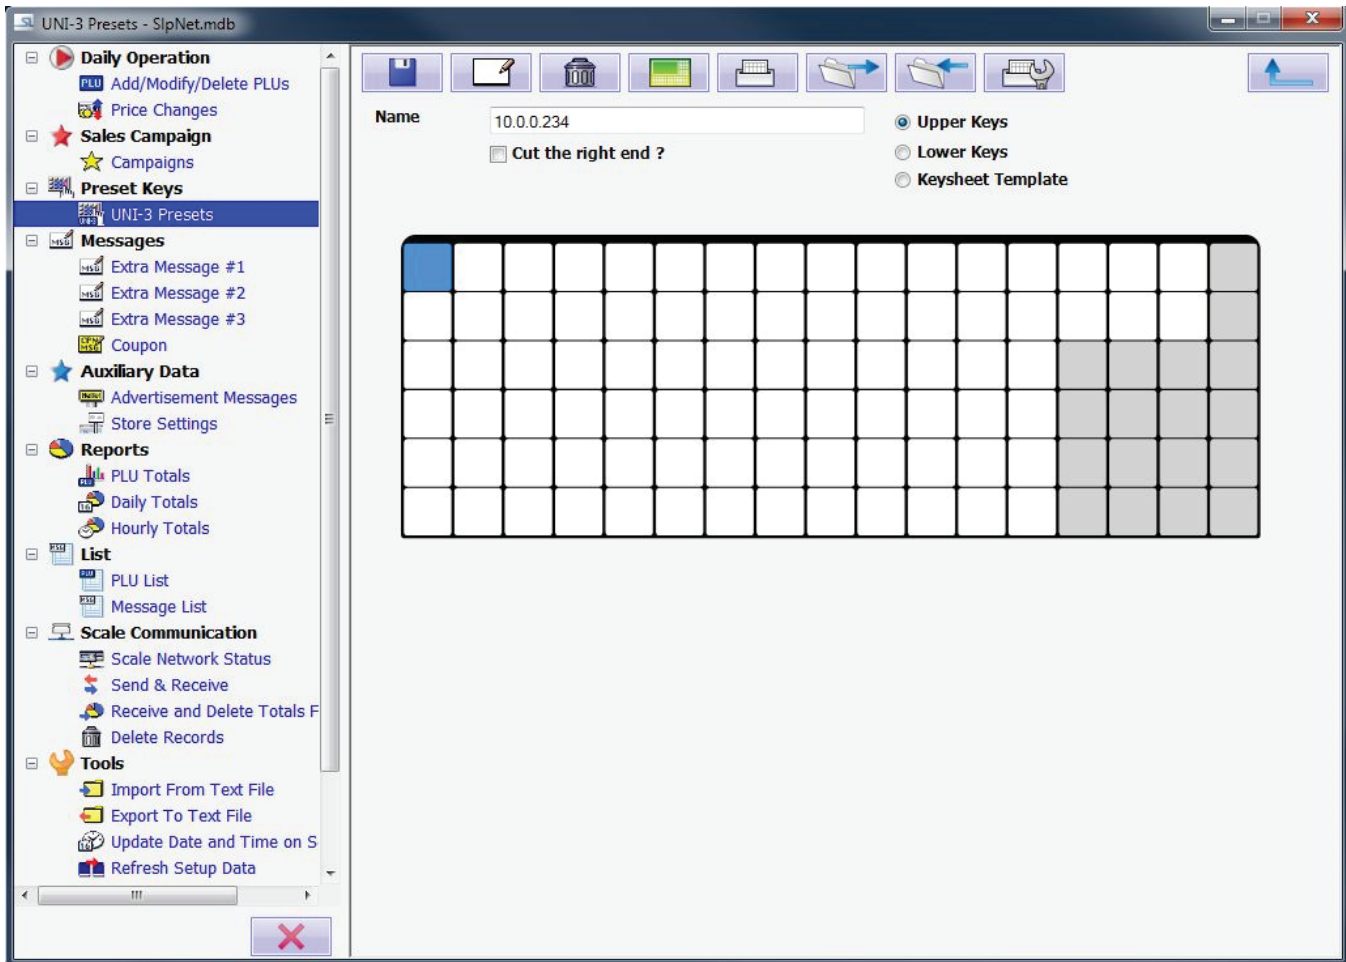 UNI-3 Presets - SlpNet.mdb
Daily Operation
Add/Modify/Delete PLUs
Price Changes
Sales Campaign
Campaigns
Preset Keys
UNI-3 Presets
Messages
Extra Message #1
Extra Message #2
Extra Message #3
Coupon
Auxiliary Data
Advertisement Messages
Store Settings
Reports
PLU Totals
Daily Totals
Hourly Totals
List
PLU List
Message List
Scale Communication
Scale Network Status
Send & Receive
Receive and Delete Totals F
Delete Records
Tools
Import From Text File
Export To Text File
Update Date and Time on S
Refresh Setup Data
Name
10.0.0.234
Cut the right end ?
Upper Keys
Lower Keys
Keysheet Template